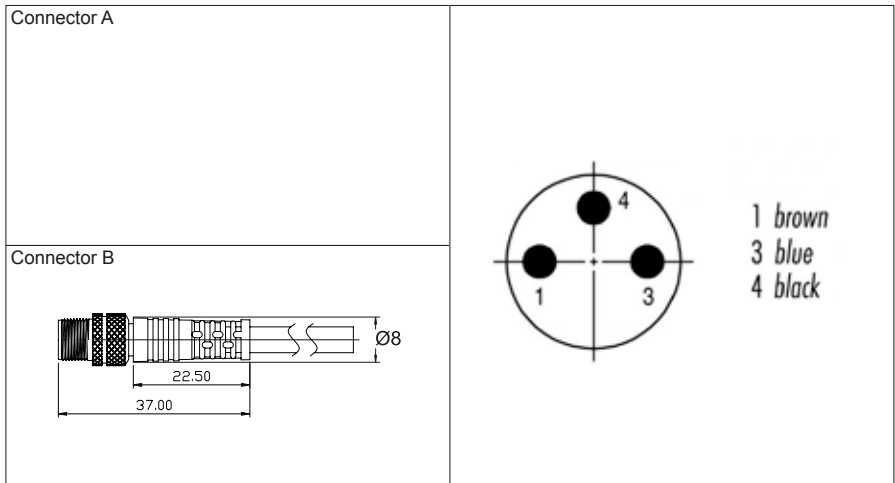 Connector A
Connector B
Ø8
22.50
37.00
4
1
3
1 brown
3 blue
4 black